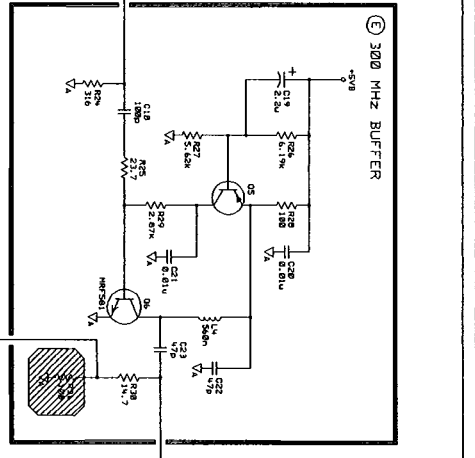 E 300 MHz BUFFER
+5VB
C19
2.2u
R26
6.19k
R27
5.62k
A
R28
100
C20
0.01u
A
Q5
R29
2.87k
C21
0.01u
A
L4
560n
C22
47p
A
C23
47p
Q6
MRF581
A
R24
316
A
C18
100p
R25
23.7
R30
14.7
A